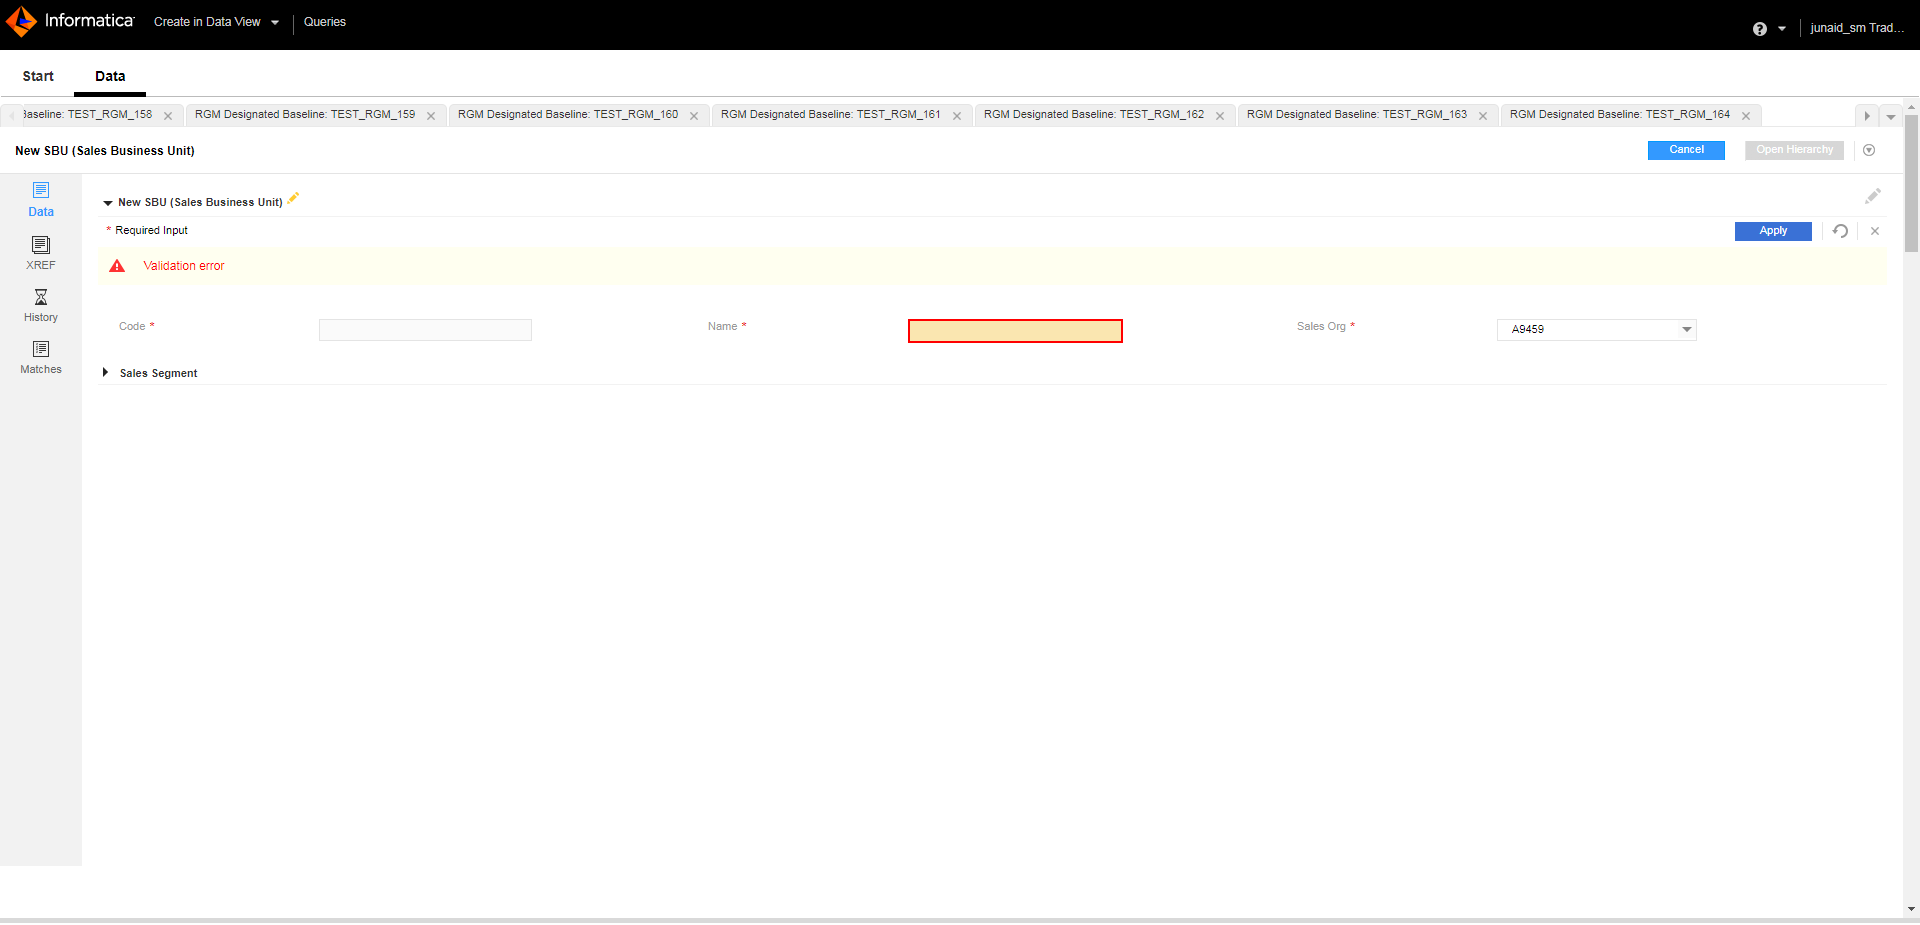 Informatica Create in Data View Queries junaid_sm Trad...
Start Data
Baseline: TEST_RGM_158 RGM Designated Baseline: TEST_RGM_159 RGM Designated Baseline: TEST_RGM_160 RGM Designated Baseline: TEST_RGM_161 RGM Designated Baseline: TEST_RGM_162 RGM Designated Baseline: TEST_RGM_163 RGM Designated Baseline: TEST_RGM_164
New SBU (Sales Business Unit) Cancel Open Hierarchy
Data
XREF
History
Matches
New SBU (Sales Business Unit)
* Required Input Apply
Validation error
Code * Name * Sales Org * A9459
Sales Segment